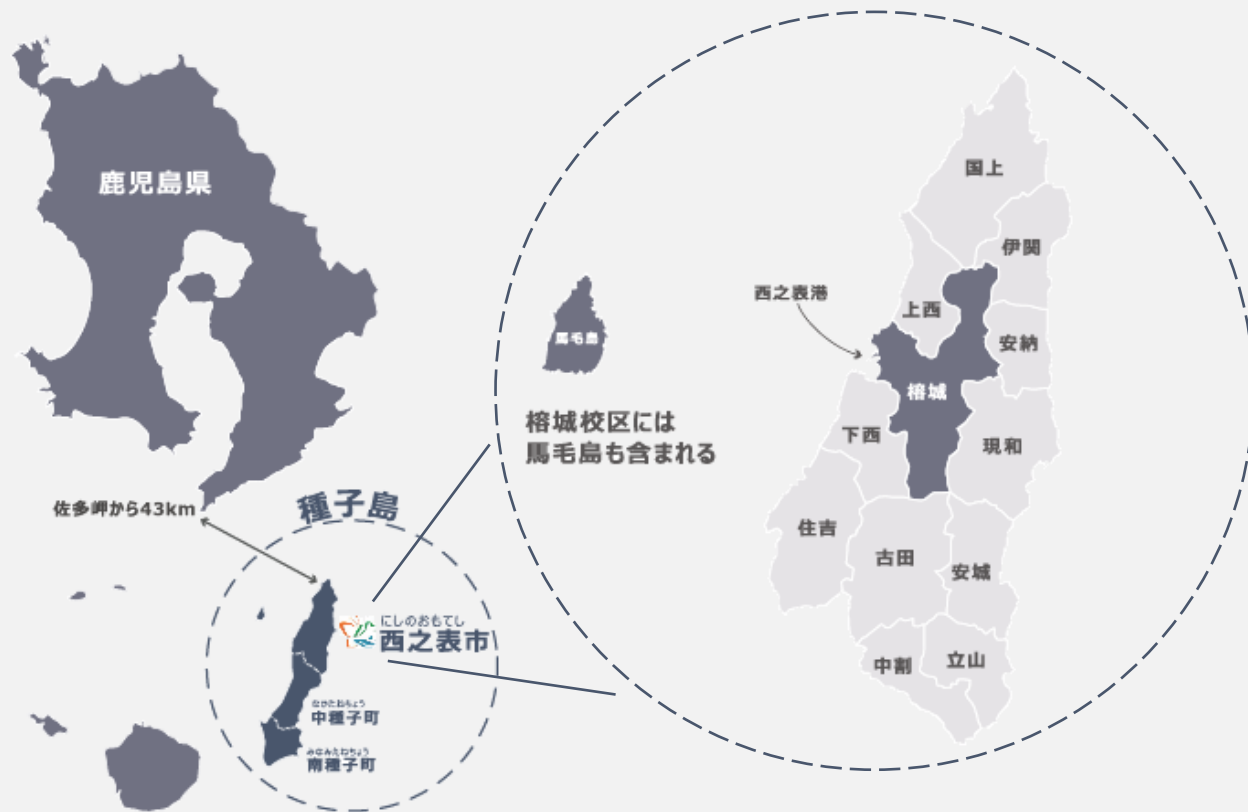 鹿児島県
佐多岬から43km
種子島
にしのおもてし
西之表市
なかたねちょう
中種子町
みなみたねちょう
南種子町
馬毛島
榕城校区には
馬毛島も含まれる
西之表港
国上
伊関
上西
安納
榕城
下西
現和
住吉
古田
安城
中割
立山